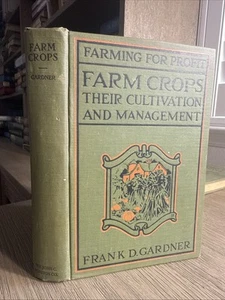 FARM
CROPS
GARDNER
FARMING FOR PROFIT
FARM CROPS
THEIR CULTIVATION
AND MANAGEMENT
FRANK D. GARDNER